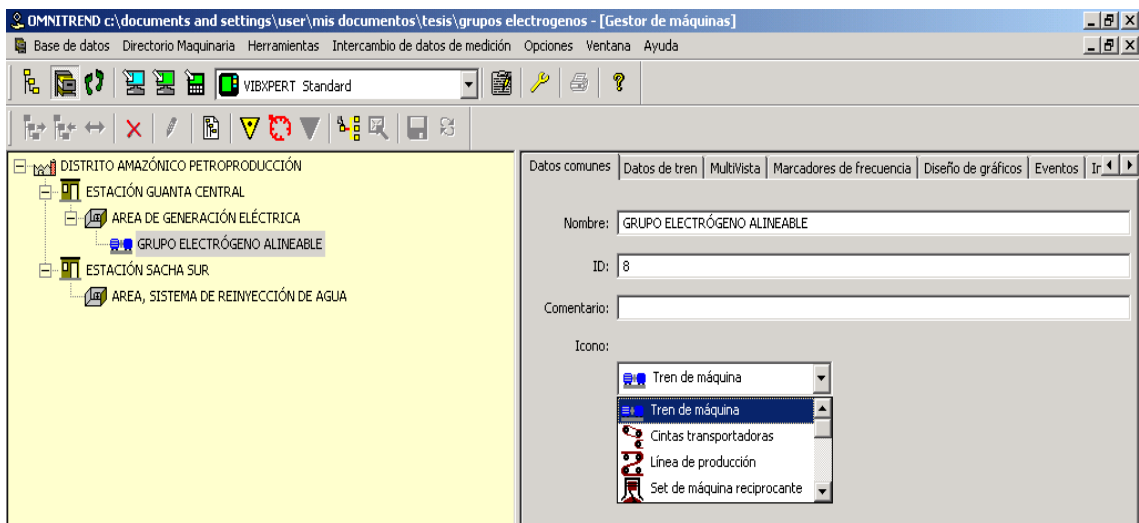 OMNITREND c:\documents and settings\user\mis documentos\tesis\grupos electrogenos - [Gestor de máquinas]
Base de datos Directorio Maquinaria Herramientas Intercambio de datos de medición Opciones Ventana Ayuda
VIBXPERT Standard
DISTRITO AMAZÓNICO PETROPRODUCCIÓN
ESTACIÓN GUANTA CENTRAL
AREA DE GENERACIÓN ELÉCTRICA
GRUPO ELECTRÓGENO ALINEABLE
ESTACIÓN SACHA SUR
AREA, SISTEMA DE REINYECCIÓN DE AGUA
Datos comunes Datos de tren MultiVista Marcadores de frecuencia Diseño de gráficos Eventos
Nombre: GRUPO ELECTRÓGENO ALINEABLE
ID: 8
Comentario:
Icono:
Tren de máquina
Tren de máquina
Cintas transportadoras
Línea de producción
Set de máquina reciprocante